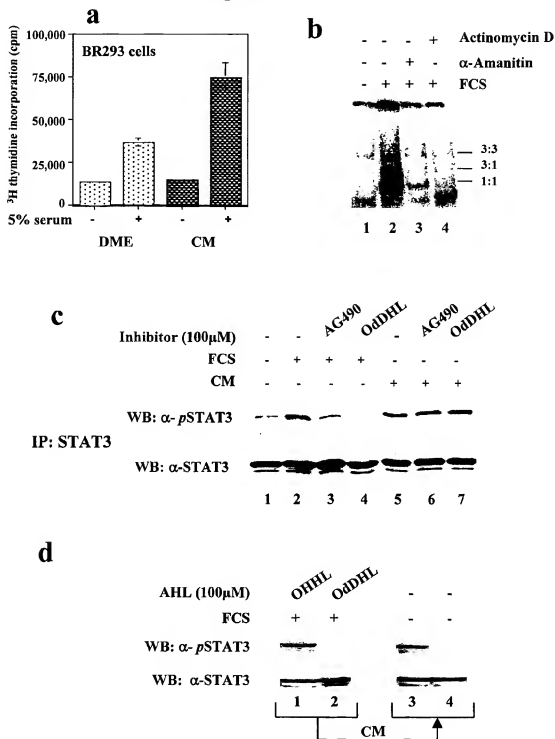 a
BR293 cells
³H thymidine incorporation (cpm)
100,000
75,000
50,000
25,000
0
5% serum - + - +
DME CM
b
+ Actinomycin D
+ α-Amanitin
- + + + FCS
3:3
3:1
1:1
1 2 3 4
c
Inhibitor (100µM) - - AG490 OdDHL - AG490 OdDHL
FCS - + + +
CM + + +
WB: α- pSTAT3
IP: STAT3
WB: α-STAT3
1 2 3 4 5 6 7
d
AHL (100µM) OHHL OdDHL - -
FCS + + - -
WB: α- pSTAT3
WB: α-STAT3
1 2 3 4
CM